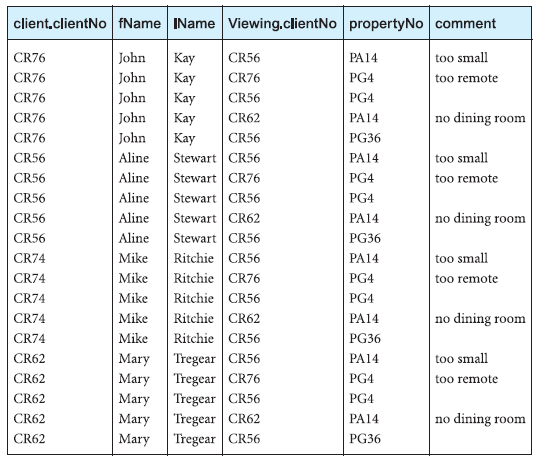 client.clientNo fName lName Viewing.clientNo propertyNo comment
CR76 John Kay CR56 PA14 too small
CR76 John Kay CR76 PG4 too remote
CR76 John Kay CR56 PG4
CR76 John Kay CR62 PA14 no dining room
CR76 John Kay CR56 PG36
CR56 Aline Stewart CR56 PA14 too small
CR56 Aline Stewart CR76 PG4 too remote
CR56 Aline Stewart CR56 PG4
CR56 Aline Stewart CR62 PA14 no dining room
CR56 Aline Stewart CR56 PG36
CR74 Mike Ritchie CR56 PA14 too small
CR74 Mike Ritchie CR76 PG4 too remote
CR74 Mike Ritchie CR56 PG4
CR74 Mike Ritchie CR62 PA14 no dining room
CR74 Mike Ritchie CR56 PG36
CR62 Mary Tregear CR56 PA14 too small
CR62 Mary Tregear CR76 PG4 too remote
CR62 Mary Tregear CR56 PG4
CR62 Mary Tregear CR62 PA14 no dining room
CR62 Mary Tregear CR56 PG36